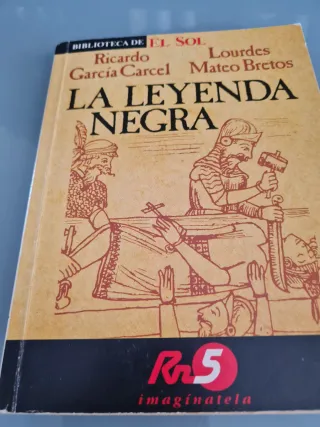 BIBLIOTECA DE EL SOL
Ricardo García Carcel
Lourdes Mateo Bretos
LA LEYENDA
NEGRA
Rn5
imagínatela